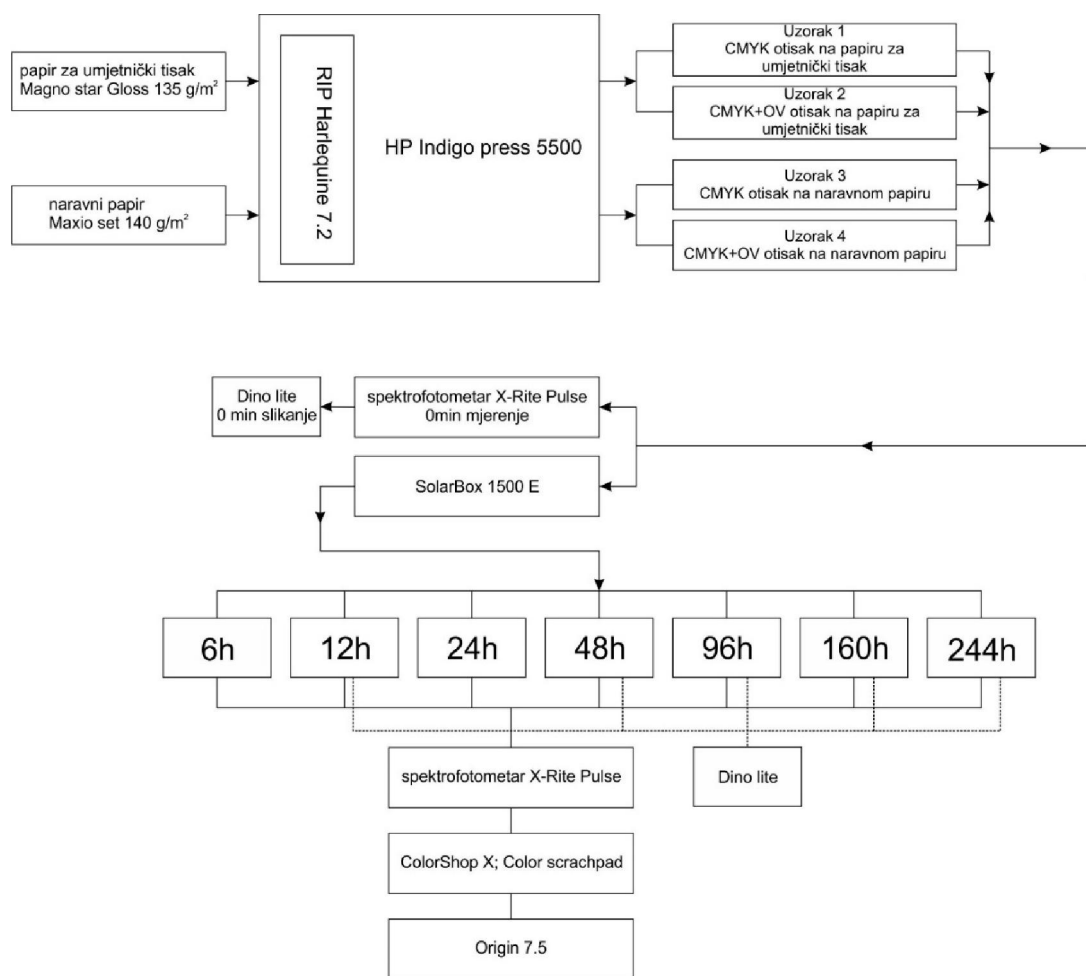 papir za umjetnički tisak
Magno star Gloss 135 g/m²
naravni papir
Maxio set 140 g/m²
RIP Harlequine 7.2
HP Indigo press 5500
Uzorak 1
CMYK otisak na papiru za
umjetnički tisak
Uzorak 2
CMYK+OV otisak na papiru za
umjetnički tisak
Uzorak 3
CMYK otisak na naravnom papiru
Uzorak 4
CMYK+OV otisak na naravnom papiru
Dino lite
0 min slikanje
spektrofotometar X-Rite Pulse
0min mjerenje
SolarBox 1500 E
6h
12h
24h
48h
96h
160h
244h
spektrofotometar X-Rite Pulse
Dino lite
ColorShop X; Color scrachpad
Origin 7.5